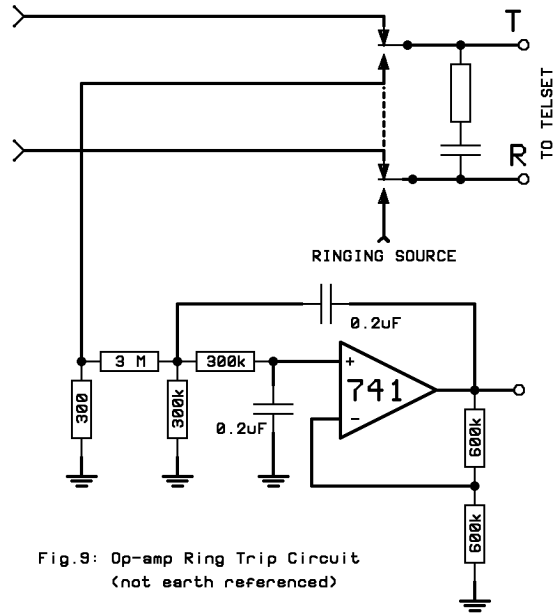 T
TO TELSET
R
RINGING SOURCE
0.2uF
3 M
300k
300
300k
0.2uF
+
741
-
600k
600k
Fig.9: Op-amp Ring Trip Circuit
(not earth referenced)